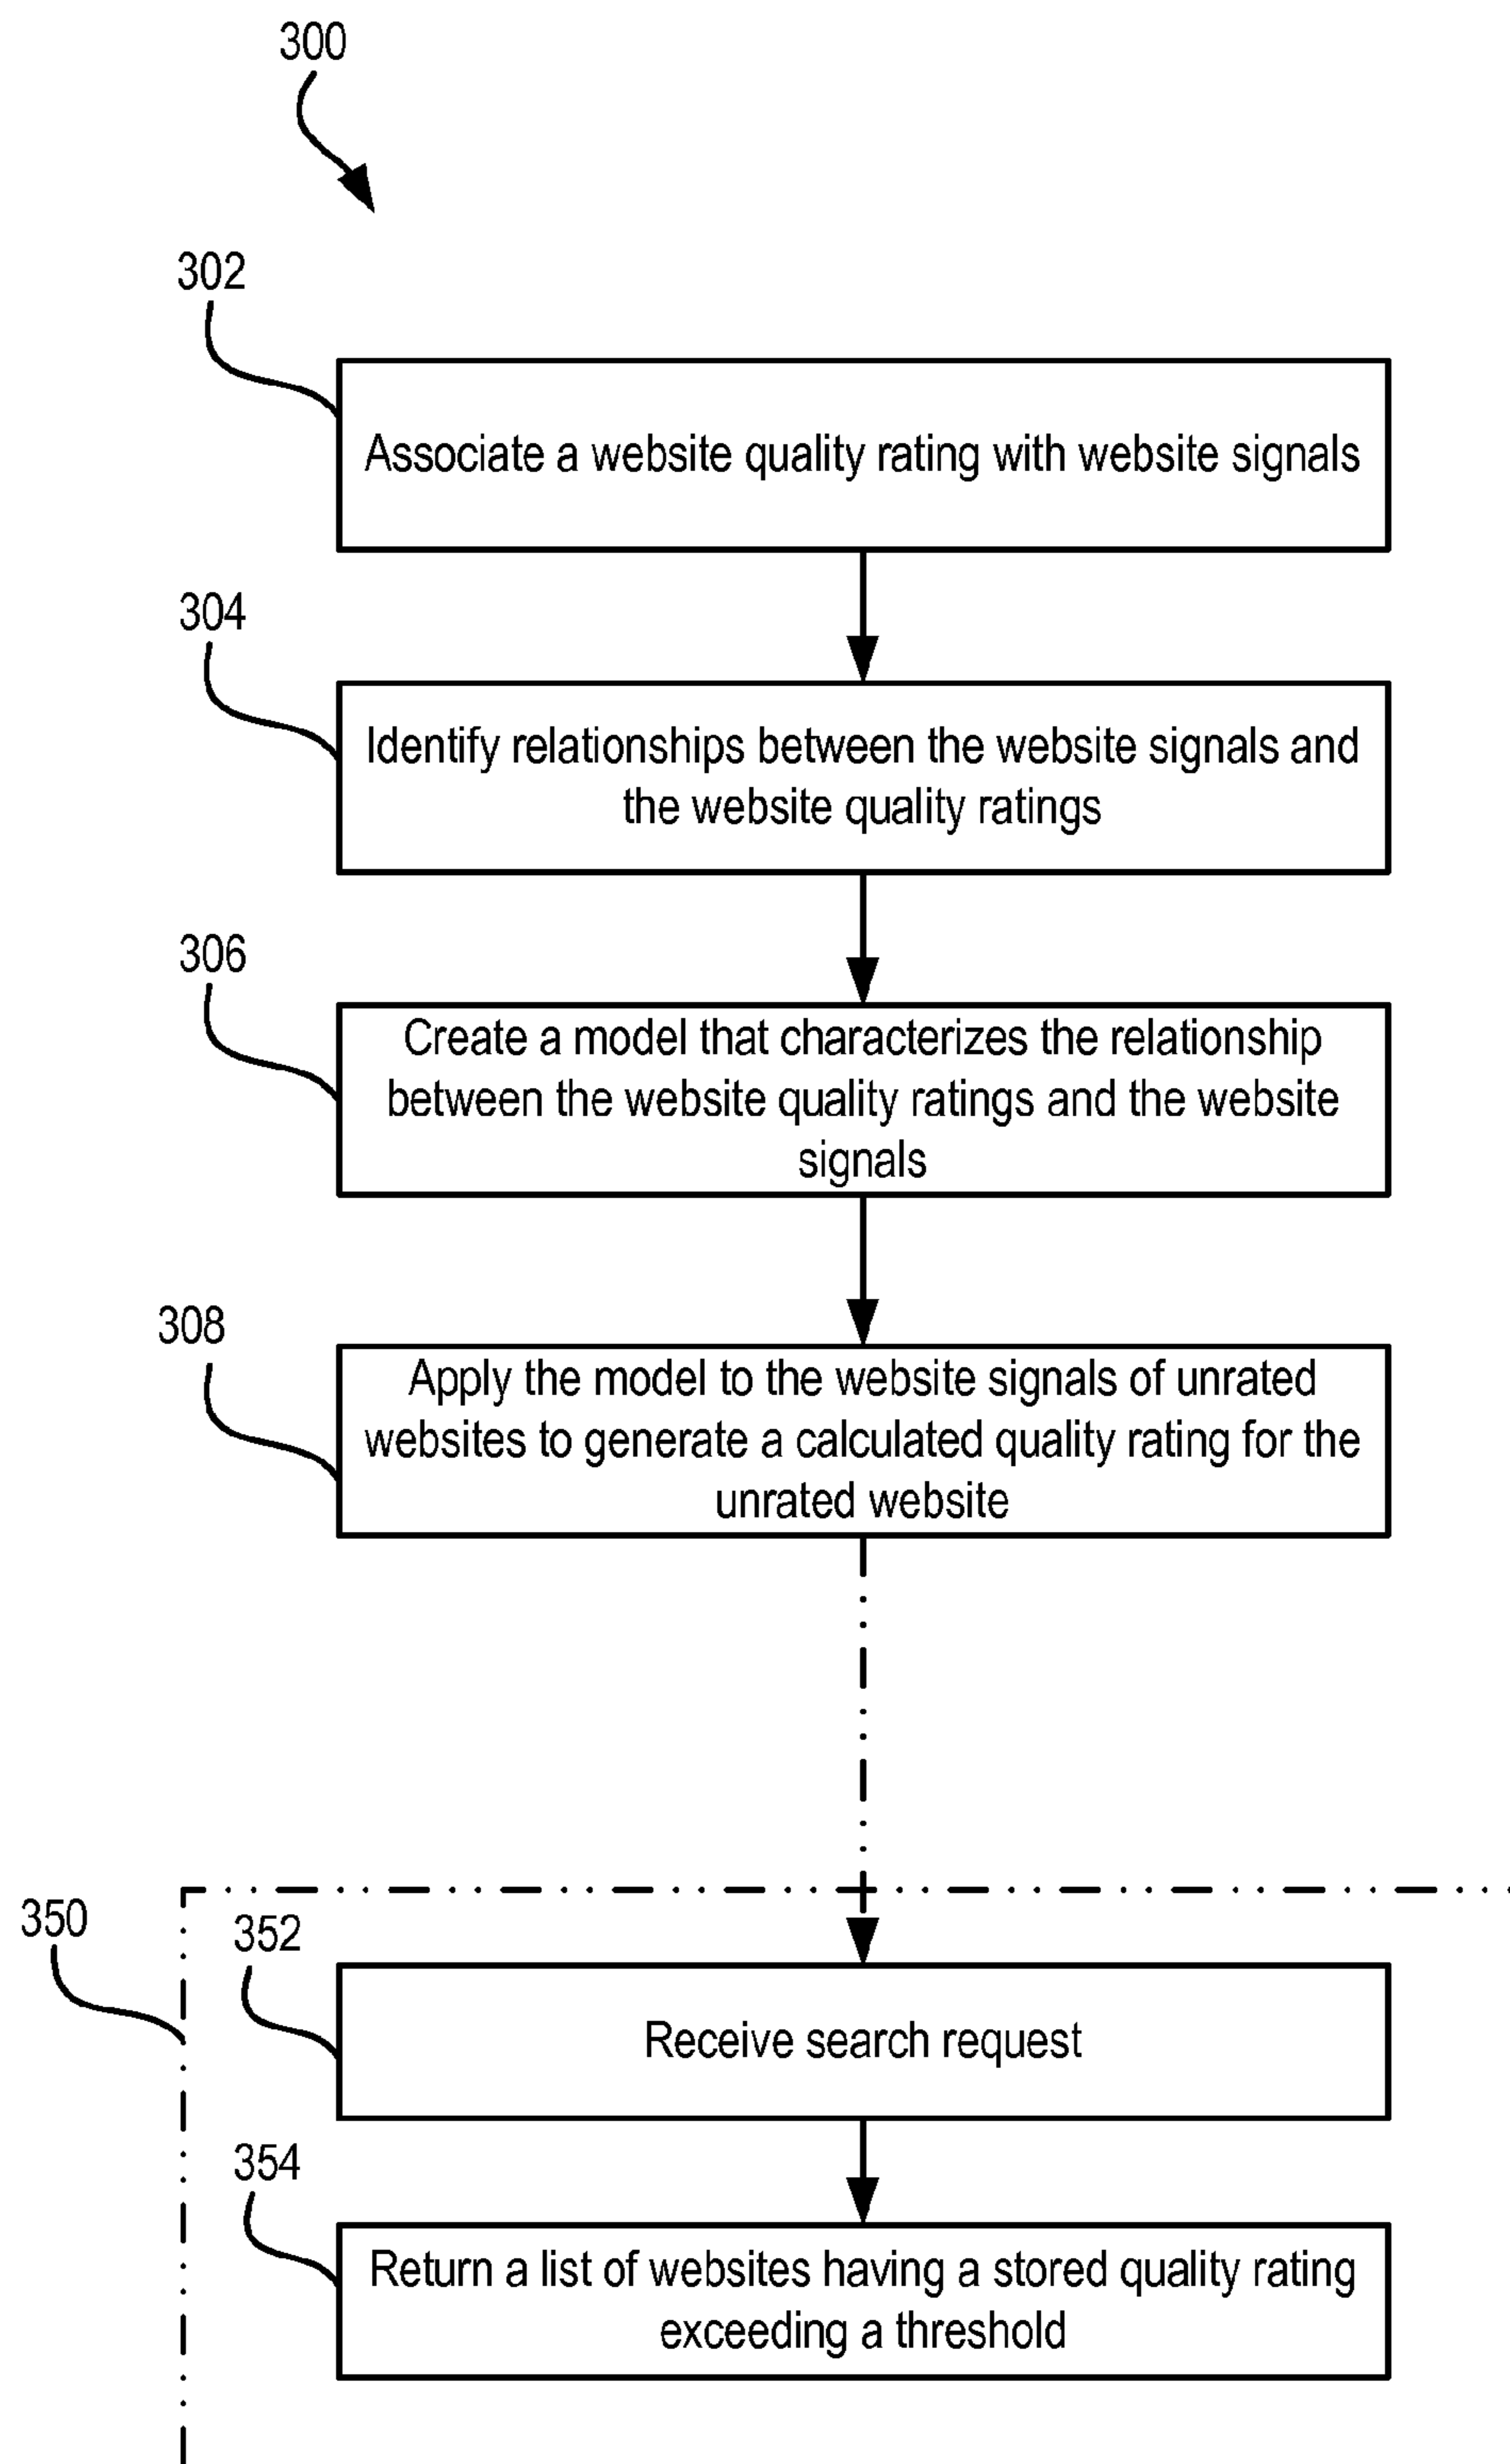 300
302
Associate a website quality rating with website signals
304
Identify relationships between the website signals and
the website quality ratings
306
Create a model that characterizes the relationship
between the website quality ratings and the website
signals
308
Apply the model to the website signals of unrated
websites to generate a calculated quality rating for the
unrated website
350
352
Receive search request
354
Return a list of websites having a stored quality rating
exceeding a threshold